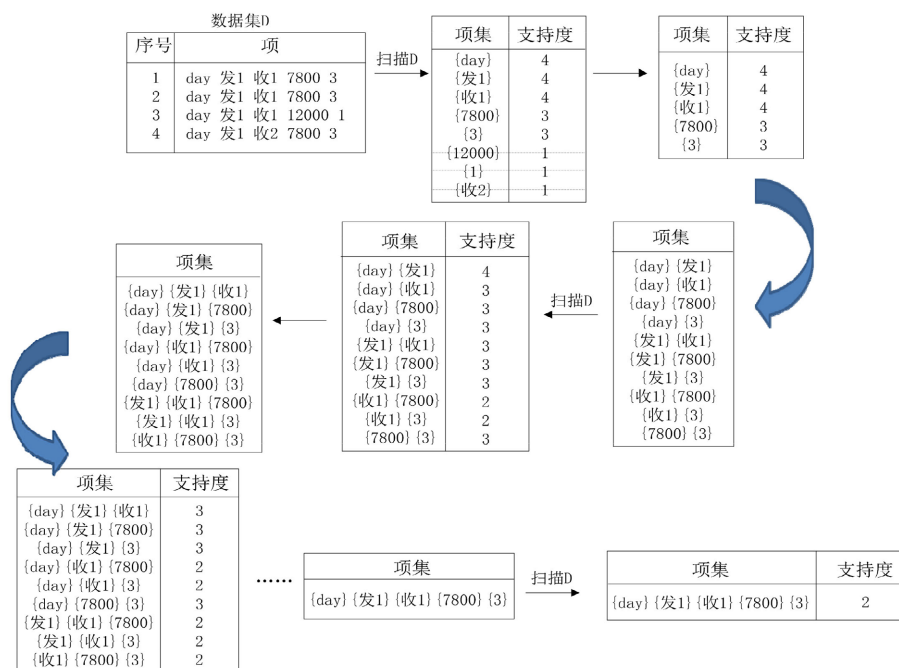 数据集D
序号 项
1 day 发1 收1 7800 3
2 day 发1 收1 7800 3
3 day 发1 收1 12000 1
4 day 发1 收2 7800 3
扫描D
项集 支持度
{day} 4
{发1} 4
{收1} 4
{7800} 3
{3} 3
{12000} 1
{1} 1
{收2} 1
项集 支持度
{day} 4
{发1} 4
{收1} 4
{7800} 3
{3} 3
项集
{day}{发1}
{day}{收1}
{day}{7800}
{day}{3}
{发1}{收1}
{发1}{7800}
{发1}{3}
{收1}{7800}
{收1}{3}
{7800}{3}
扫描D
项集 支持度
{day}{发1} 4
{day}{收1} 3
{day}{7800} 3
{day}{3} 3
{发1}{收1} 3
{发1}{7800} 3
{发1}{3} 3
{收1}{7800} 2
{收1}{3} 2
{7800}{3} 3
项集
{day}{发1}{收1}
{day}{发1}{7800}
{day}{发1}{3}
{day}{收1}{7800}
{day}{收1}{3}
{day}{7800}{3}
{发1}{收1}{7800}
{发1}{收1}{3}
{收1}{7800}{3}
项集 支持度
{day}{发1}{收1} 3
{day}{发1}{7800} 3
{day}{发1}{3} 3
{day}{收1}{7800} 2
{day}{收1}{3} 2
{day}{7800}{3} 3
{发1}{收1}{7800} 2
{发1}{收1}{3} 2
{收1}{7800}{3} 2
……
项集
{day}{发1}{收1}{7800}{3}
扫描D
项集 支持度
{day}{发1}{收1}{7800}{3} 2